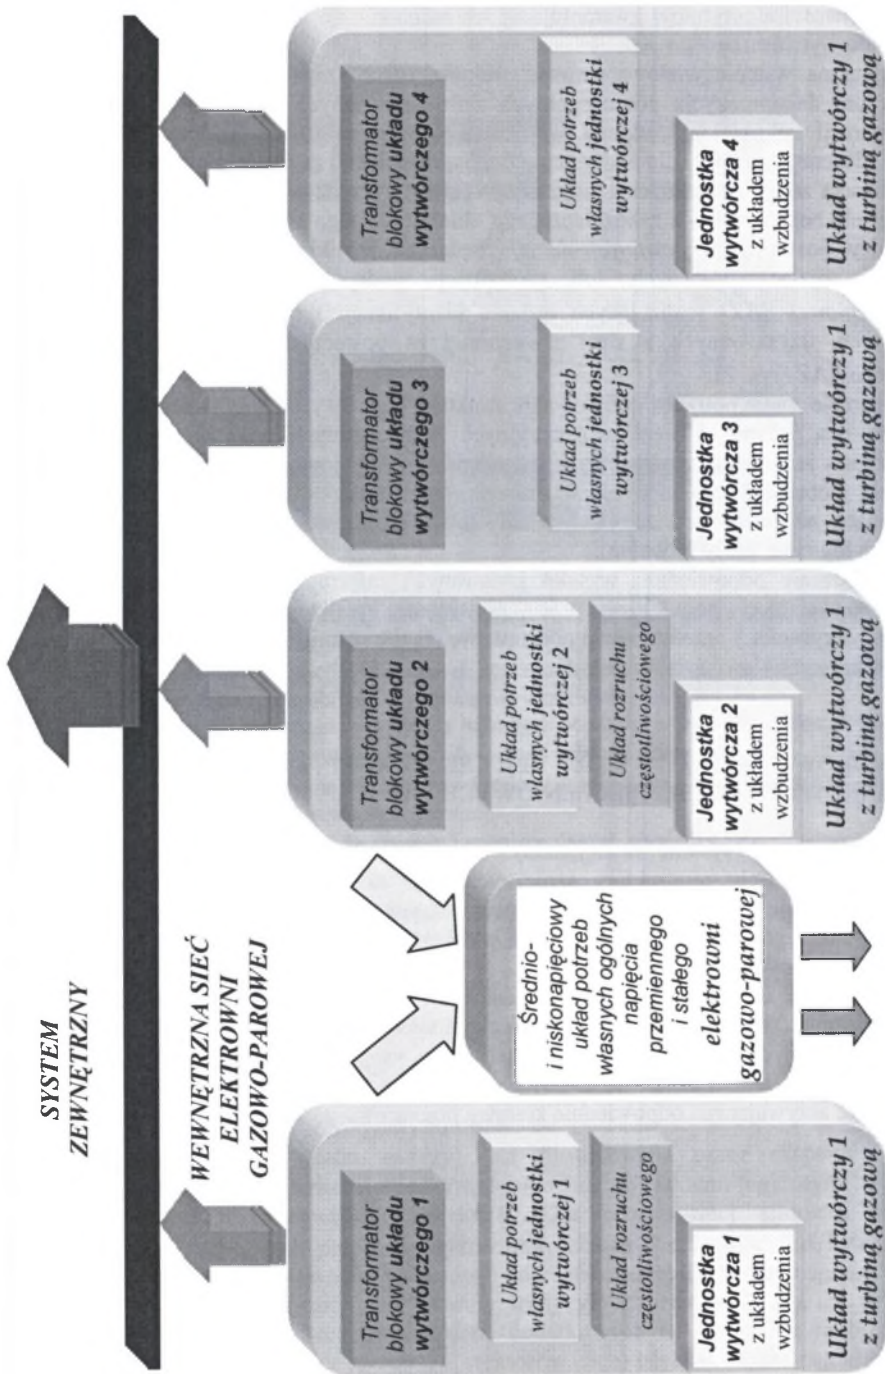 SYSTEM
ZEWNĘTRZNY
WEWNĘTRZNA SIEĆ
ELEKTROWNI
GAZOWO-PAROWEJ
Transformator
blokowy układu
wytwórczego 1
Układ potrzeb
własnych jednostki
wytwórczej 1
Układ rozruchu
częstotliwościowego
Jednostka
wytwórcza 1
z układem
wzbudzenia
Układ wytwórczy 1
z turbiną gazową
Średnio-
i niskonapięciowy
układ potrzeb
własnych ogólnych
napięcia
przemiennego
i stałego
elektrowni
gazowo-parowej
Transformator
blokowy układu
wytwórczego 2
Układ potrzeb
własnych jednostki
wytwórczej 2
Układ rozruchu
częstotliwościowego
Jednostka
wytwórcza 2
z układem
wzbudzenia
Układ wytwórczy 1
z turbiną gazową
Transformator
blokowy układu
wytwórczego 3
Układ potrzeb
własnych jednostki
wytwórczej 3
Jednostka
wytwórcza 3
z układem
wzbudzenia
Układ wytwórczy 1
z turbiną gazową
Transformator
blokowy układu
wytwórczego 4
Układ potrzeb
własnych jednostki
wytwórczej 4
Jednostka
wytwórcza 4
z układem
wzbudzenia
Układ wytwórczy 1
z turbiną gazową